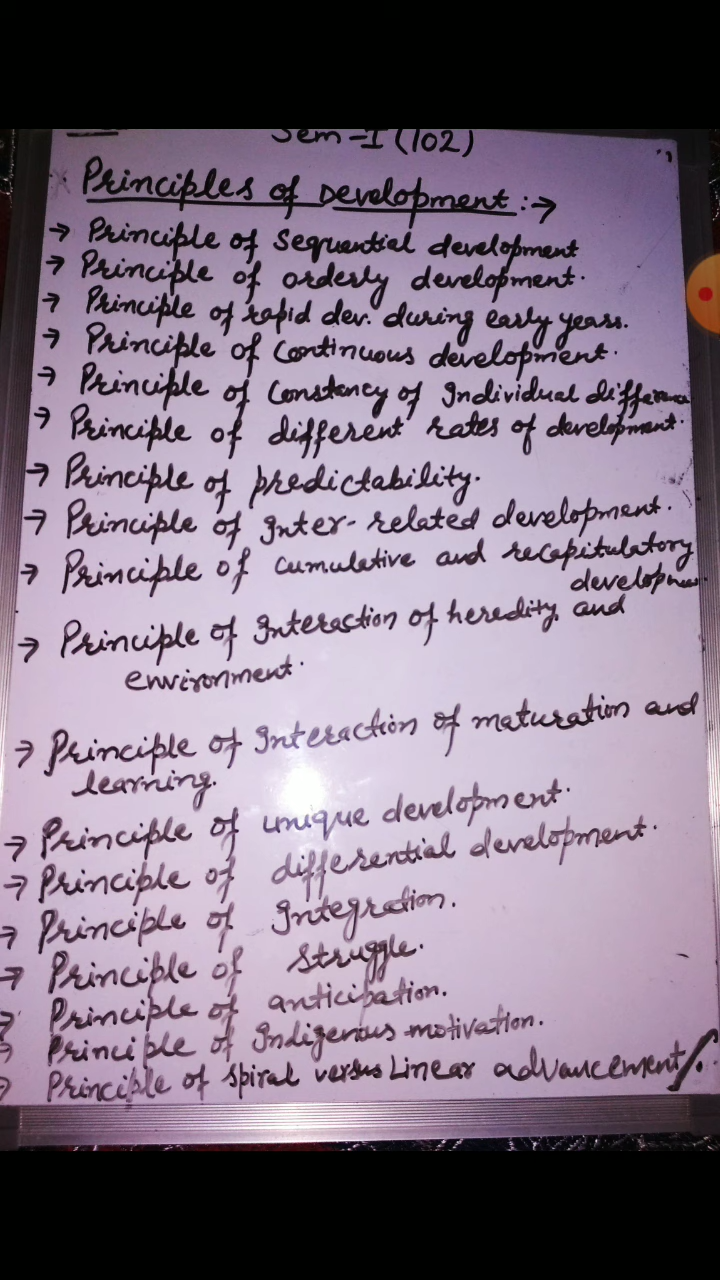 Sem-I (102)
Principles of Development :→
→ Principle of Sequential development
→ Principle of orderly development.
→ Principle of rapid dev. during early years.
→ Principle of Continuous development.
→ Principle of Constancy of Individual difference
→ Principle of different rates of development.
→ Principle of predictability.
→ Principle of Inter-related development.
→ Principle of cumulative and recapitulatory
development.
→ Principle of Interaction of heredity and
environment.
→ Principle of Interaction of maturation and
learning.
→ Principle of unique development.
→ Principle of differential development.
→ Principle of Integration.
→ Principle of Struggle.
→ Principle of anticipation.
→ Principle of Indigenous motivation.
→ Principle of spiral versus Linear advancement/.